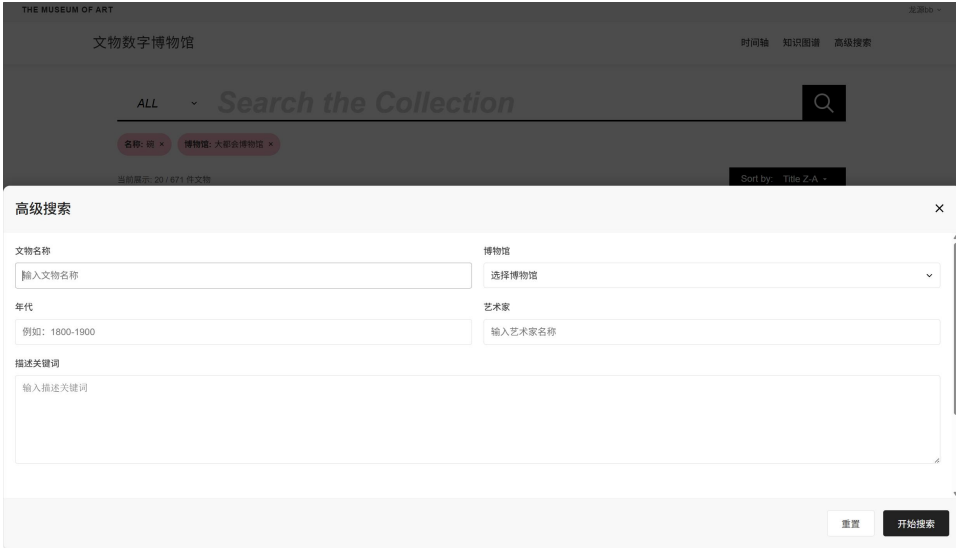 THE MUSEUM OF ART
龙源bb
文物数字博物馆
时间轴 知识图谱 高级搜索
ALL Search the Collection
名称: 碗 × 博物馆: 大都会博物馆 ×
当前展示: 20 / 671 件文物
Sort by: Title Z-A
高级搜索 ×
文物名称 博物馆
输入文物名称 选择博物馆
年代 艺术家
例如：1800-1900 输入艺术家名称
描述关键词
输入描述关键词
重置 开始搜索